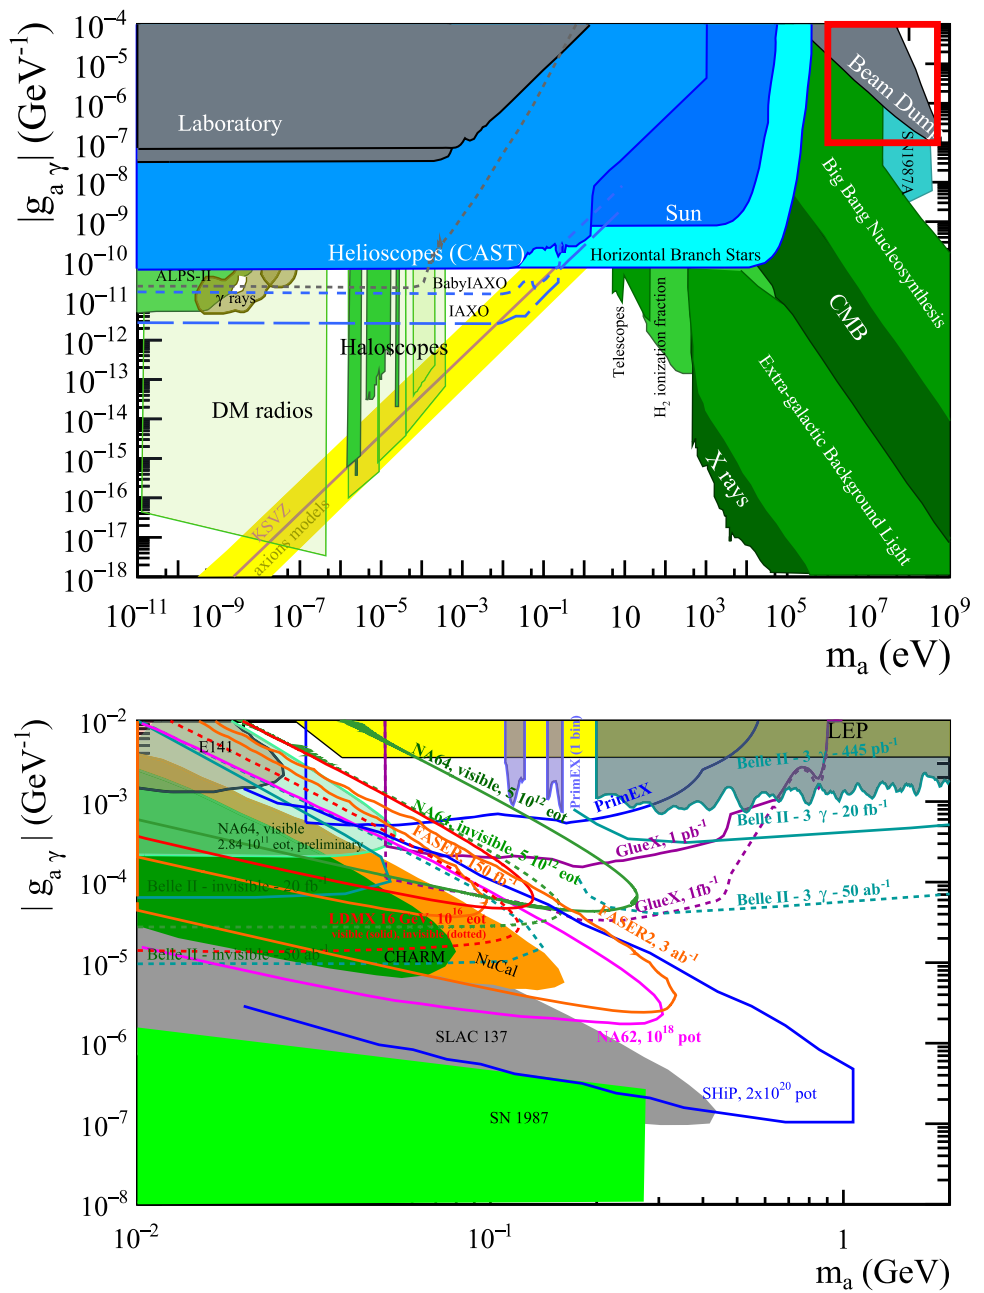 |g_{a γ}| (GeV^{-1})
10^{-4}
10^{-5}
10^{-6}
10^{-7}
10^{-8}
10^{-9}
10^{-10}
10^{-11}
10^{-12}
10^{-13}
10^{-14}
10^{-15}
10^{-16}
10^{-17}
10^{-18}
Laboratory
Beam Dump
SN1987A
Big Bang Nucleosynthesis
Sun
Helioscopes (CAST)
Horizontal Branch Stars
ALPS-II
γ rays
BabyIAXO
IAXO
Haloscopes
Telescopes
H_2 ionization fraction
CMB
DM radios
Extra-galactic Background Light
X rays
KSVZ
axions models
10^{-11}
10^{-9}
10^{-7}
10^{-5}
10^{-3}
10^{-1}
10
10^3
10^5
10^7
10^9
m_a (eV)
| g_{a γ} | (GeV^{-1})
10^{-2}
10^{-3}
10^{-4}
10^{-5}
10^{-6}
10^{-7}
10^{-8}
E141
PrimEX (1 bin)
LEP
NA64, visible, 5 10^{12} eot
Belle II - 3 γ - 445 pb^{-1}
PrimEX
NA64, invisible, 5 10^{12} eot
Belle II - 3 γ - 20 fb^{-1}
NA64, visible
2.84 10^{11} eot, preliminary
FASER, 150 fb^{-1}
GlueX, 1 pb^{-1}
Belle II - invisible - 20 fb^{-1}
GlueX, 1fb^{-1}
Belle II - 3 γ - 50 ab^{-1}
LDMX 16 GeV, 10^{16} eot
visible (solid), invisible (dotted)
FASER2, 3 ab^{-1}
Belle II - invisible - 50 ab^{-1}
CHARM
NuCal
SLAC 137
NA62, 10^{18} pot
SHiP, 2x10^{20} pot
SN 1987
10^{-2}
10^{-1}
1
m_a (GeV)